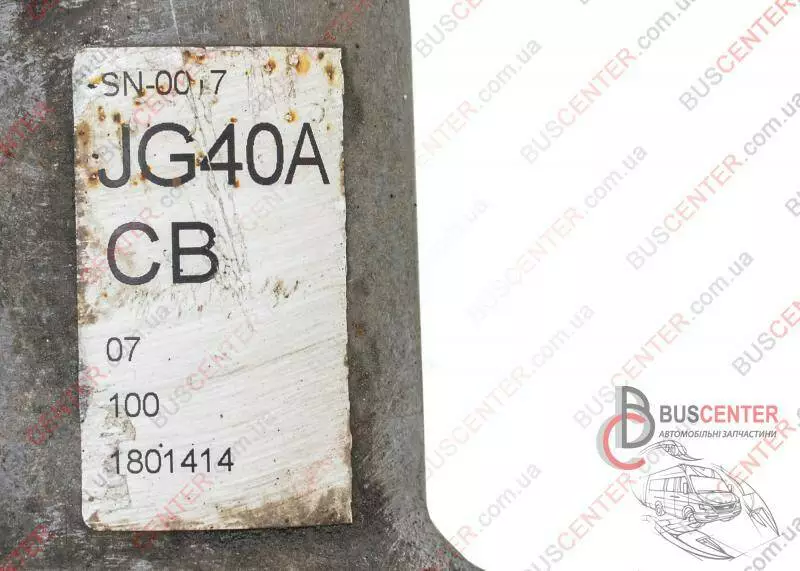 SN-0017
JG40A
CB
07
100
1801414
BUSCENTER
АВТОМОБІЛЬНІ ЗАПЧАСТИНИ
BUSCENTER.com.ua